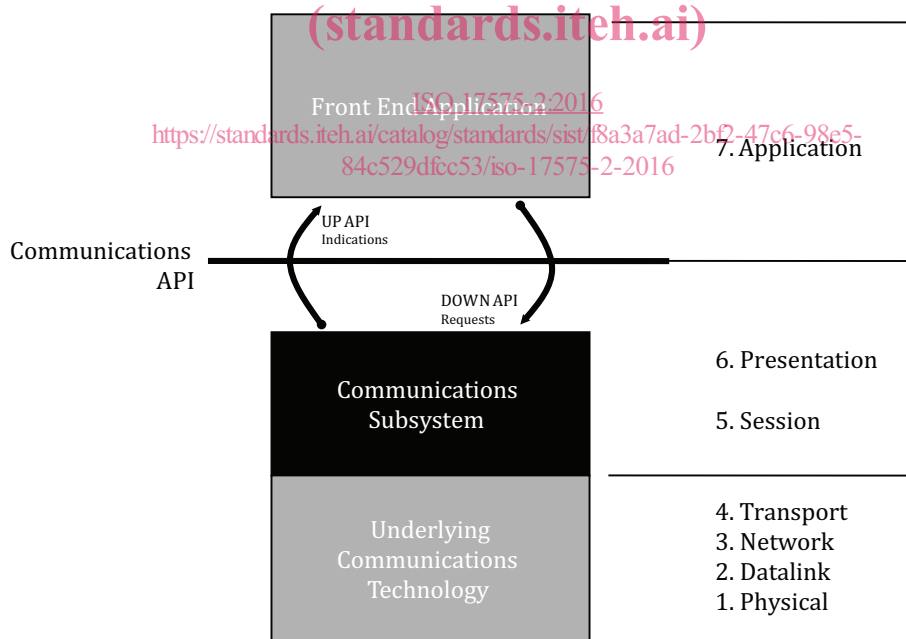 (standards.iteh.ai)
Front End Application
ISO 17575-2:2016
https://standards.iteh.ai/catalog/standards/sist/f8a3a7ad-2bf2-47c6-98e5-
84c529dfcc53/iso-17575-2-2016
7. Application
UP API
Indications
Communications
API
DOWN API
Requests
6. Presentation
Communications
Subsystem
5. Session
4. Transport
Underlying
3. Network
Communications
2. Datalink
Technology
1. Physical